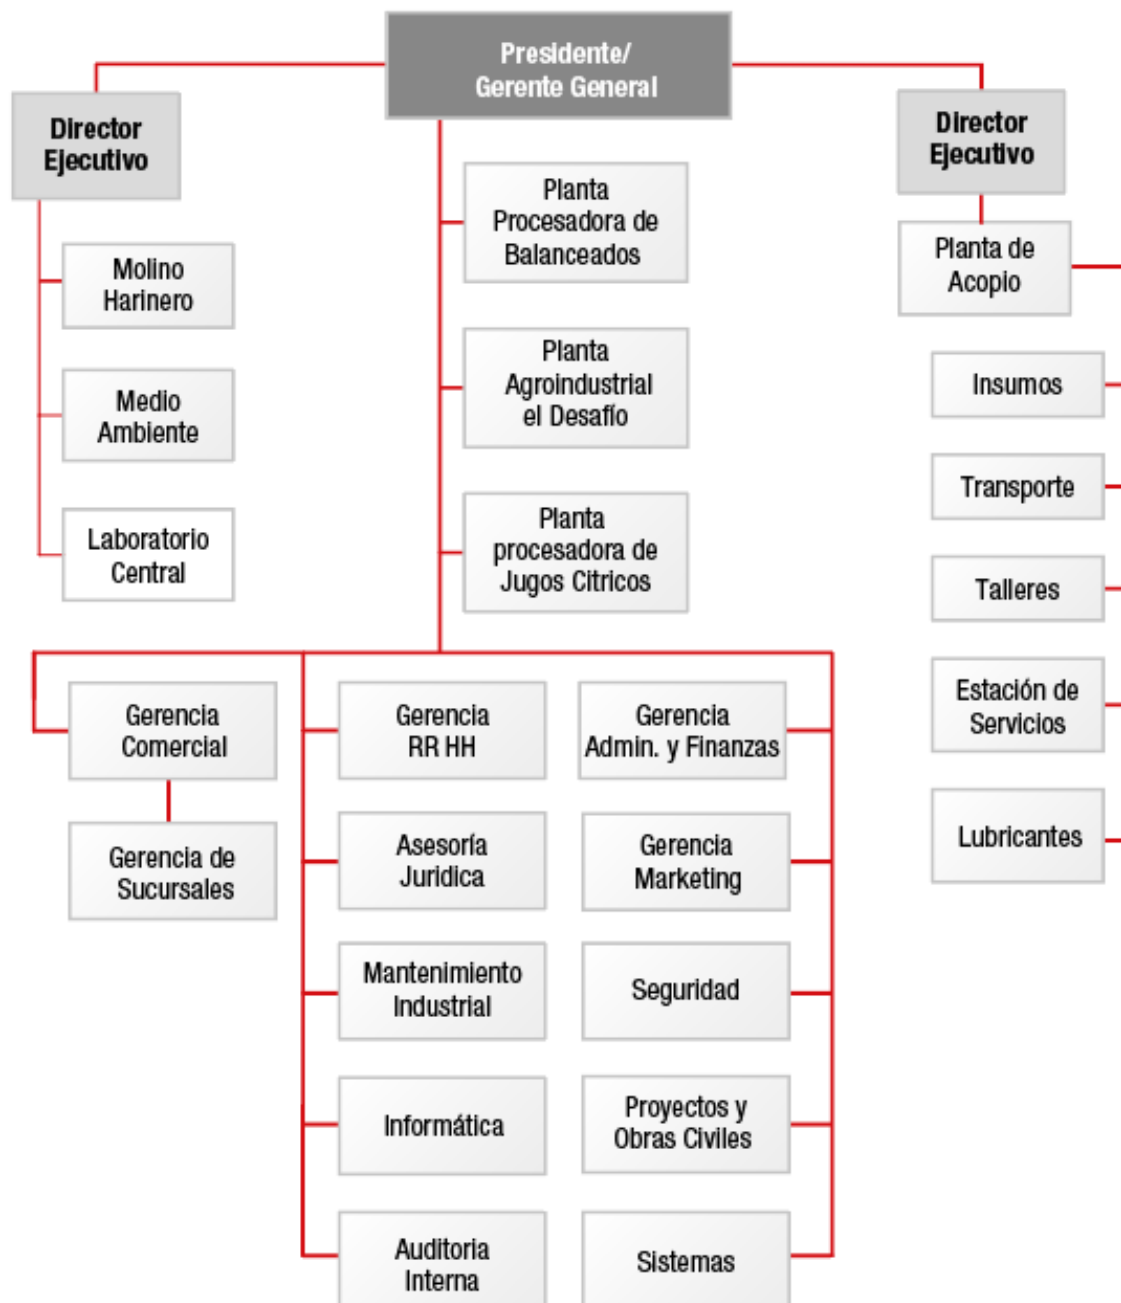 Presidente/
Gerente General
Director
Ejecutivo
Director
Ejecutivo
Molino
Harinero
Medio
Ambiente
Laboratorio
Central
Planta
Procesadora de
Balanceados
Planta
Agroindustrial
el Desafío
Planta
procesadora de
Jugos Citricos
Planta de
Acopio
Insumos
Transporte
Talleres
Estación de
Servicios
Lubricantes
Gerencia
Comercial
Gerencia de
Sucursales
Gerencia
RR HH
Asesoría
Juridica
Mantenimiento
Industrial
Informática
Auditoria
Interna
Gerencia
Admin. y Finanzas
Gerencia
Marketing
Seguridad
Proyectos y
Obras Civiles
Sistemas